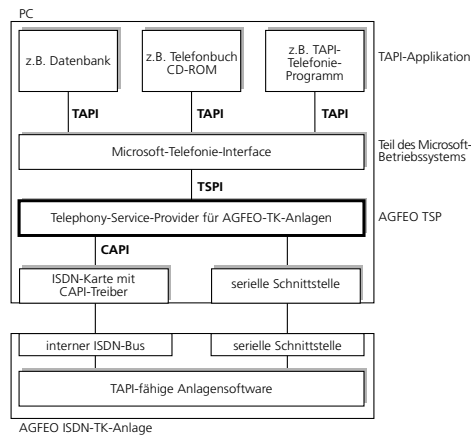 PC
z.B. Datenbank
z.B. Telefonbuch
CD-ROM
z.B. TAPI-
Telefonie-
Programm
TAPI-Applikation
TAPI
TAPI
TAPI
Microsoft-Telefonie-Interface
Teil des Microsoft-
Betriebssystems
TSPI
Telephony-Service-Provider für AGFEO-TK-Anlagen
AGFEO TSP
CAPI
ISDN-Karte mit
CAPI-Treiber
serielle Schnittstelle
interner ISDN-Bus
serielle Schnittstelle
TAPI-fähige Anlagensoftware
AGFEO ISDN-TK-Anlage